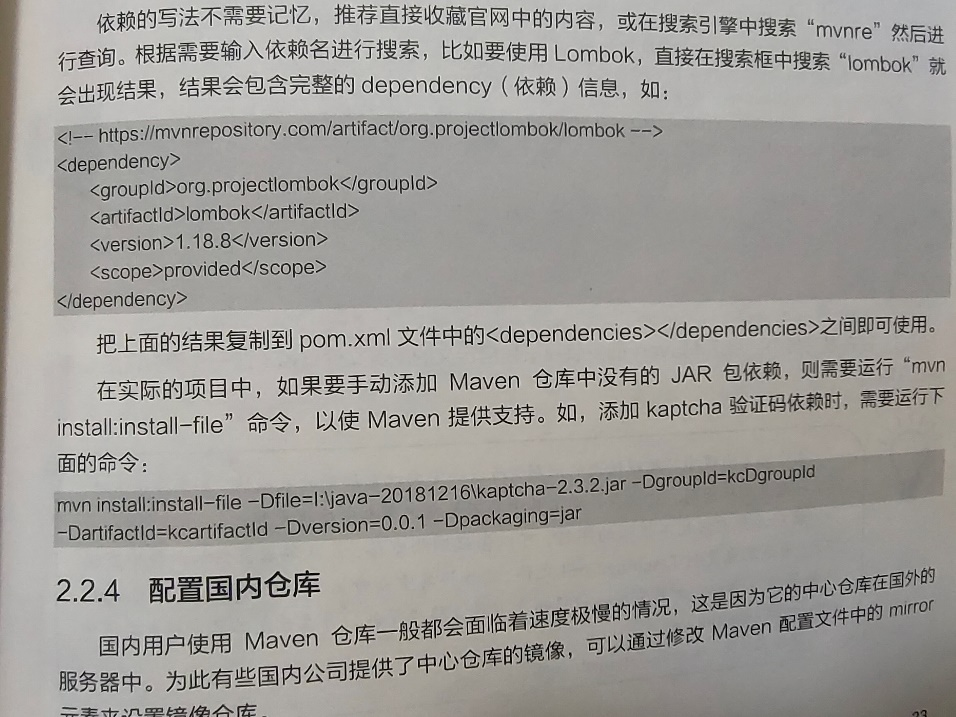 依赖的写法不需要记忆，推荐直接收藏官网中的内容，或在搜索引擎中搜索“mvnre”然后进
行查询。根据需要输入依赖名进行搜索，比如要使用 Lombok，直接在搜索框中搜索“lombok”就
会出现结果，结果会包含完整的 dependency（依赖）信息，如：
<!-- https://mvnrepository.com/artifact/org.projectlombok/lombok -->
<dependency>
<groupId>org.projectlombok</groupId>
<artifactId>lombok</artifactId>
<version>1.18.8</version>
<scope>provided</scope>
</dependency>
把上面的结果复制到 pom.xml 文件中的<dependencies></dependencies>之间即可使用。
在实际的项目中，如果要手动添加 Maven 仓库中没有的 JAR 包依赖，则需要运行“mvn
install:install-file”命令，以使 Maven 提供支持。如，添加 kaptcha 验证码依赖时，需要运行下
面的命令：
mvn install:install-file -Dfile=I:\java-20181216\kaptcha-2.3.2.jar -DgroupId=kcDgroupId
-DartifactId=kcartifactId -Dversion=0.0.1 -Dpackaging=jar
2.2.4 配置国内仓库
国内用户使用 Maven 仓库一般都会面临着速度极慢的情况，这是因为它的中心仓库在国外的
服务器中。为此有些国内公司提供了中心仓库的镜像，可以通过修改 Maven 配置文件中的 mirror
元素来设置镜像仓库。
23